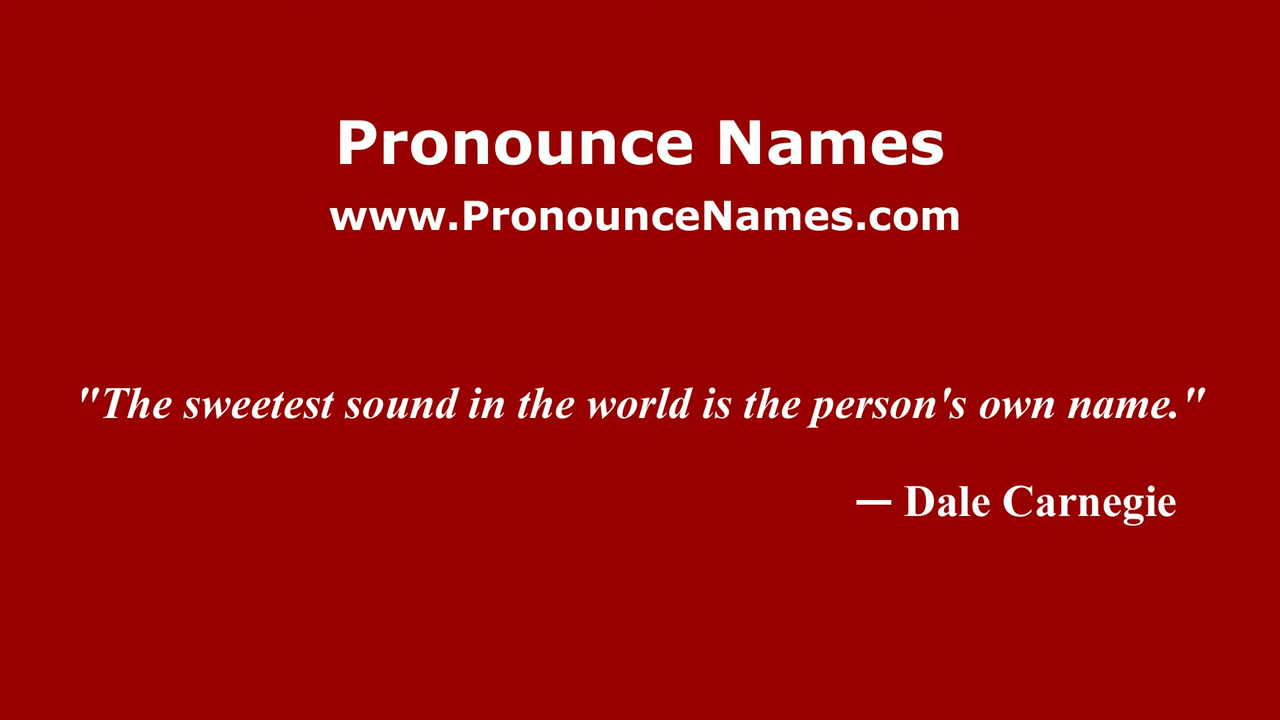 Pronounce Names
www.PronounceNames.com
"The sweetest sound in the world is the person's own name."
— Dale Carnegie